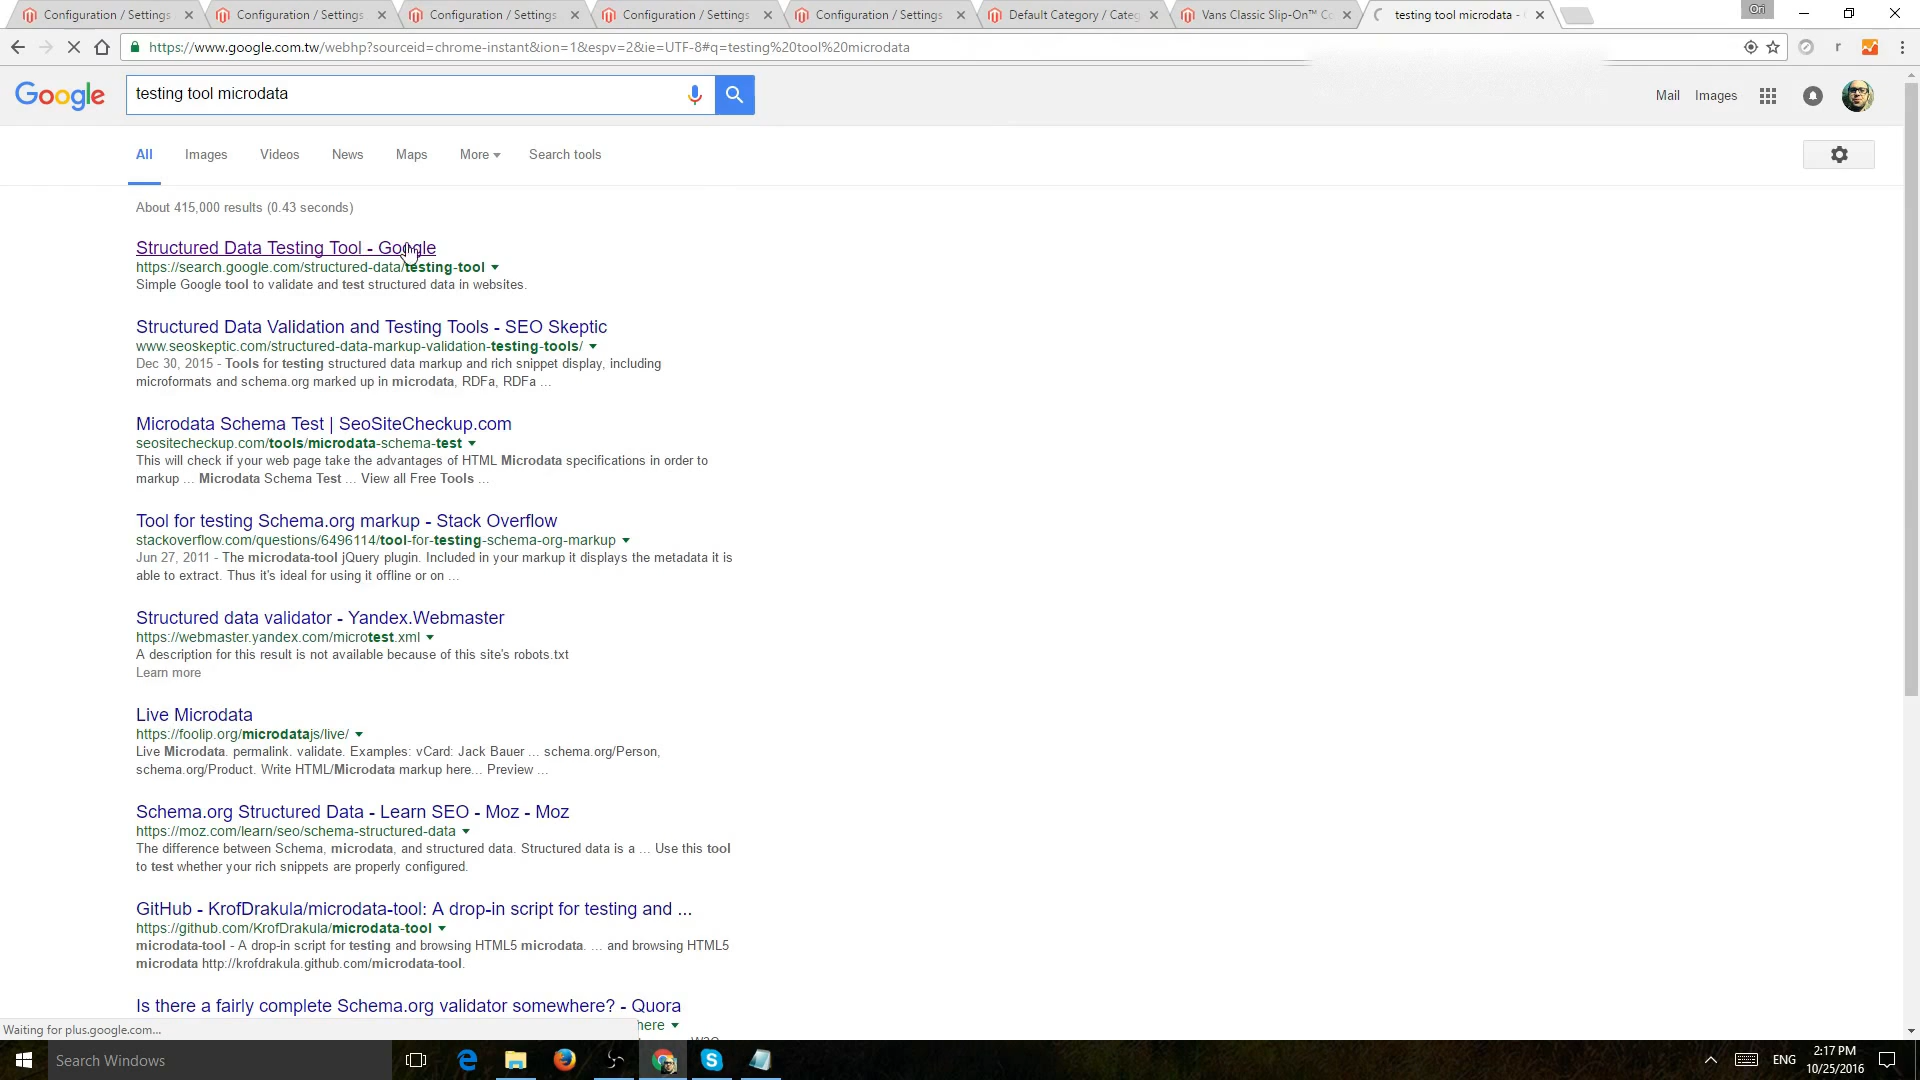 Configuration / Settings
Configuration / Settings
Configuration / Settings
Configuration / Settings
Configuration / Settings
Default Category / Categ
Vans Classic Slip-On™ Co
testing tool microdata -
Ori
https://www.google.com.tw/webhp?sourceid=chrome-instant&ion=1&espv=2&ie=UTF-8#q=testing%20tool%20microdata
r
Google
testing tool microdata
Mail
Images
All
Images
Videos
News
Maps
More
Search tools
About 415,000 results (0.43 seconds)
Structured Data Testing Tool - Google
https://search.google.com/structured-data/testing-tool
Simple Google tool to validate and test structured data in websites.
Structured Data Validation and Testing Tools - SEO Skeptic
www.seoskeptic.com/structured-data-markup-validation-testing-tools/
Dec 30, 2015 - Tools for testing structured data markup and rich snippet display, including
microformats and schema.org marked up in microdata, RDFa, RDFa ...
Microdata Schema Test | SeoSiteCheckup.com
seositecheckup.com/tools/microdata-schema-test
This will check if your web page take the advantages of HTML Microdata specifications in order to
markup ... Microdata Schema Test ... View all Free Tools ...
Tool for testing Schema.org markup - Stack Overflow
stackoverflow.com/questions/6496114/tool-for-testing-schema-org-markup
Jun 27, 2011 - The microdata-tool jQuery plugin. Included in your markup it displays the metadata it is
able to extract. Thus it's ideal for using it offline or on ...
Structured data validator - Yandex.Webmaster
https://webmaster.yandex.com/microtest.xml
A description for this result is not available because of this site's robots.txt
Learn more
Live Microdata
https://foolip.org/microdatajs/live/
Live Microdata. permalink. validate. Examples: vCard: Jack Bauer ... schema.org/Person,
schema.org/Product. Write HTML/Microdata markup here... Preview ...
Schema.org Structured Data - Learn SEO - Moz - Moz
https://moz.com/learn/seo/schema-structured-data
The difference between Schema, microdata, and structured data. Structured data is a ... Use this tool
to test whether your rich snippets are properly configured.
GitHub - KrofDrakula/microdata-tool: A drop-in script for testing and ...
https://github.com/KrofDrakula/microdata-tool
microdata-tool - A drop-in script for testing and browsing HTML5 microdata. ... and browsing HTML5
microdata http://krofdrakula.github.com/microdata-tool.
Is there a fairly complete Schema.org validator somewhere? - Quora
here
Waiting for plus.google.com...
Search Windows
ENG
2:17 PM
10/25/2016